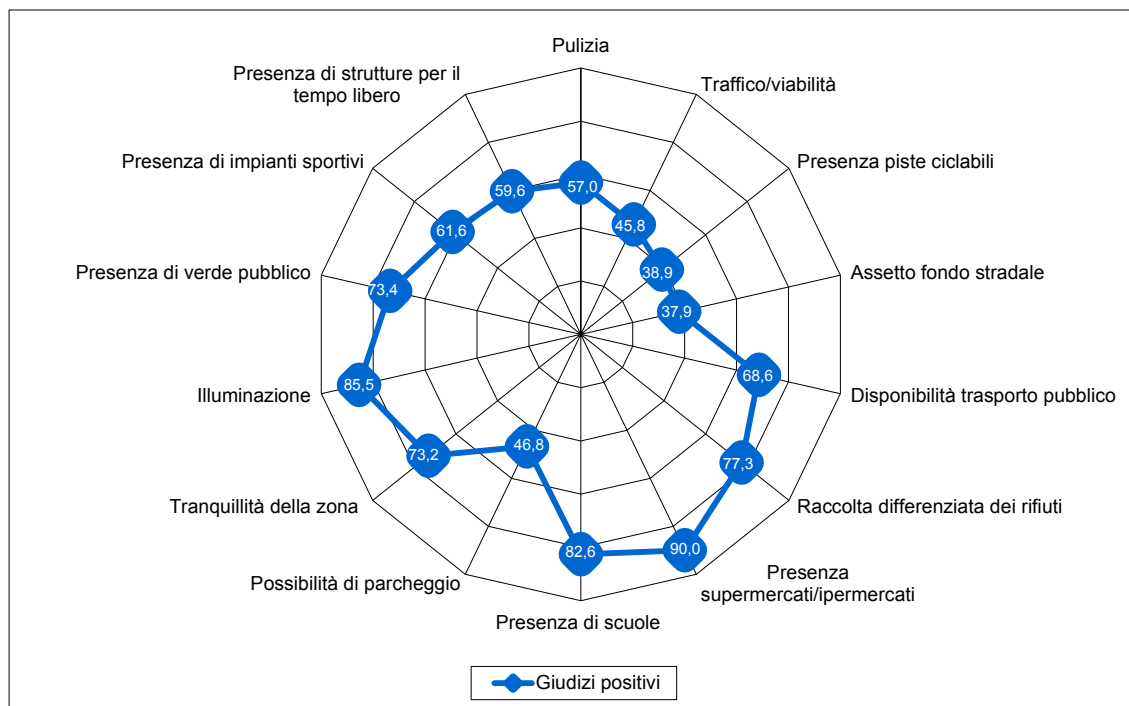 Pulizia
Presenza di strutture per il
tempo libero
Traffico/viabilità
Presenza di impianti sportivi
Presenza piste ciclabili
59,6
57,0
61,6
45,8
Presenza di verde pubblico
73,4
38,9
Assetto fondo stradale
37,9
Illuminazione
85,5
68,6
Disponibilità trasporto pubblico
73,2
46,8
77,3
Tranquillità della zona
Raccolta differenziata dei rifiuti
82,6
90,0
Possibilità di parcheggio
Presenza
supermercati/ipermercati
Presenza di scuole
Giudizi positivi